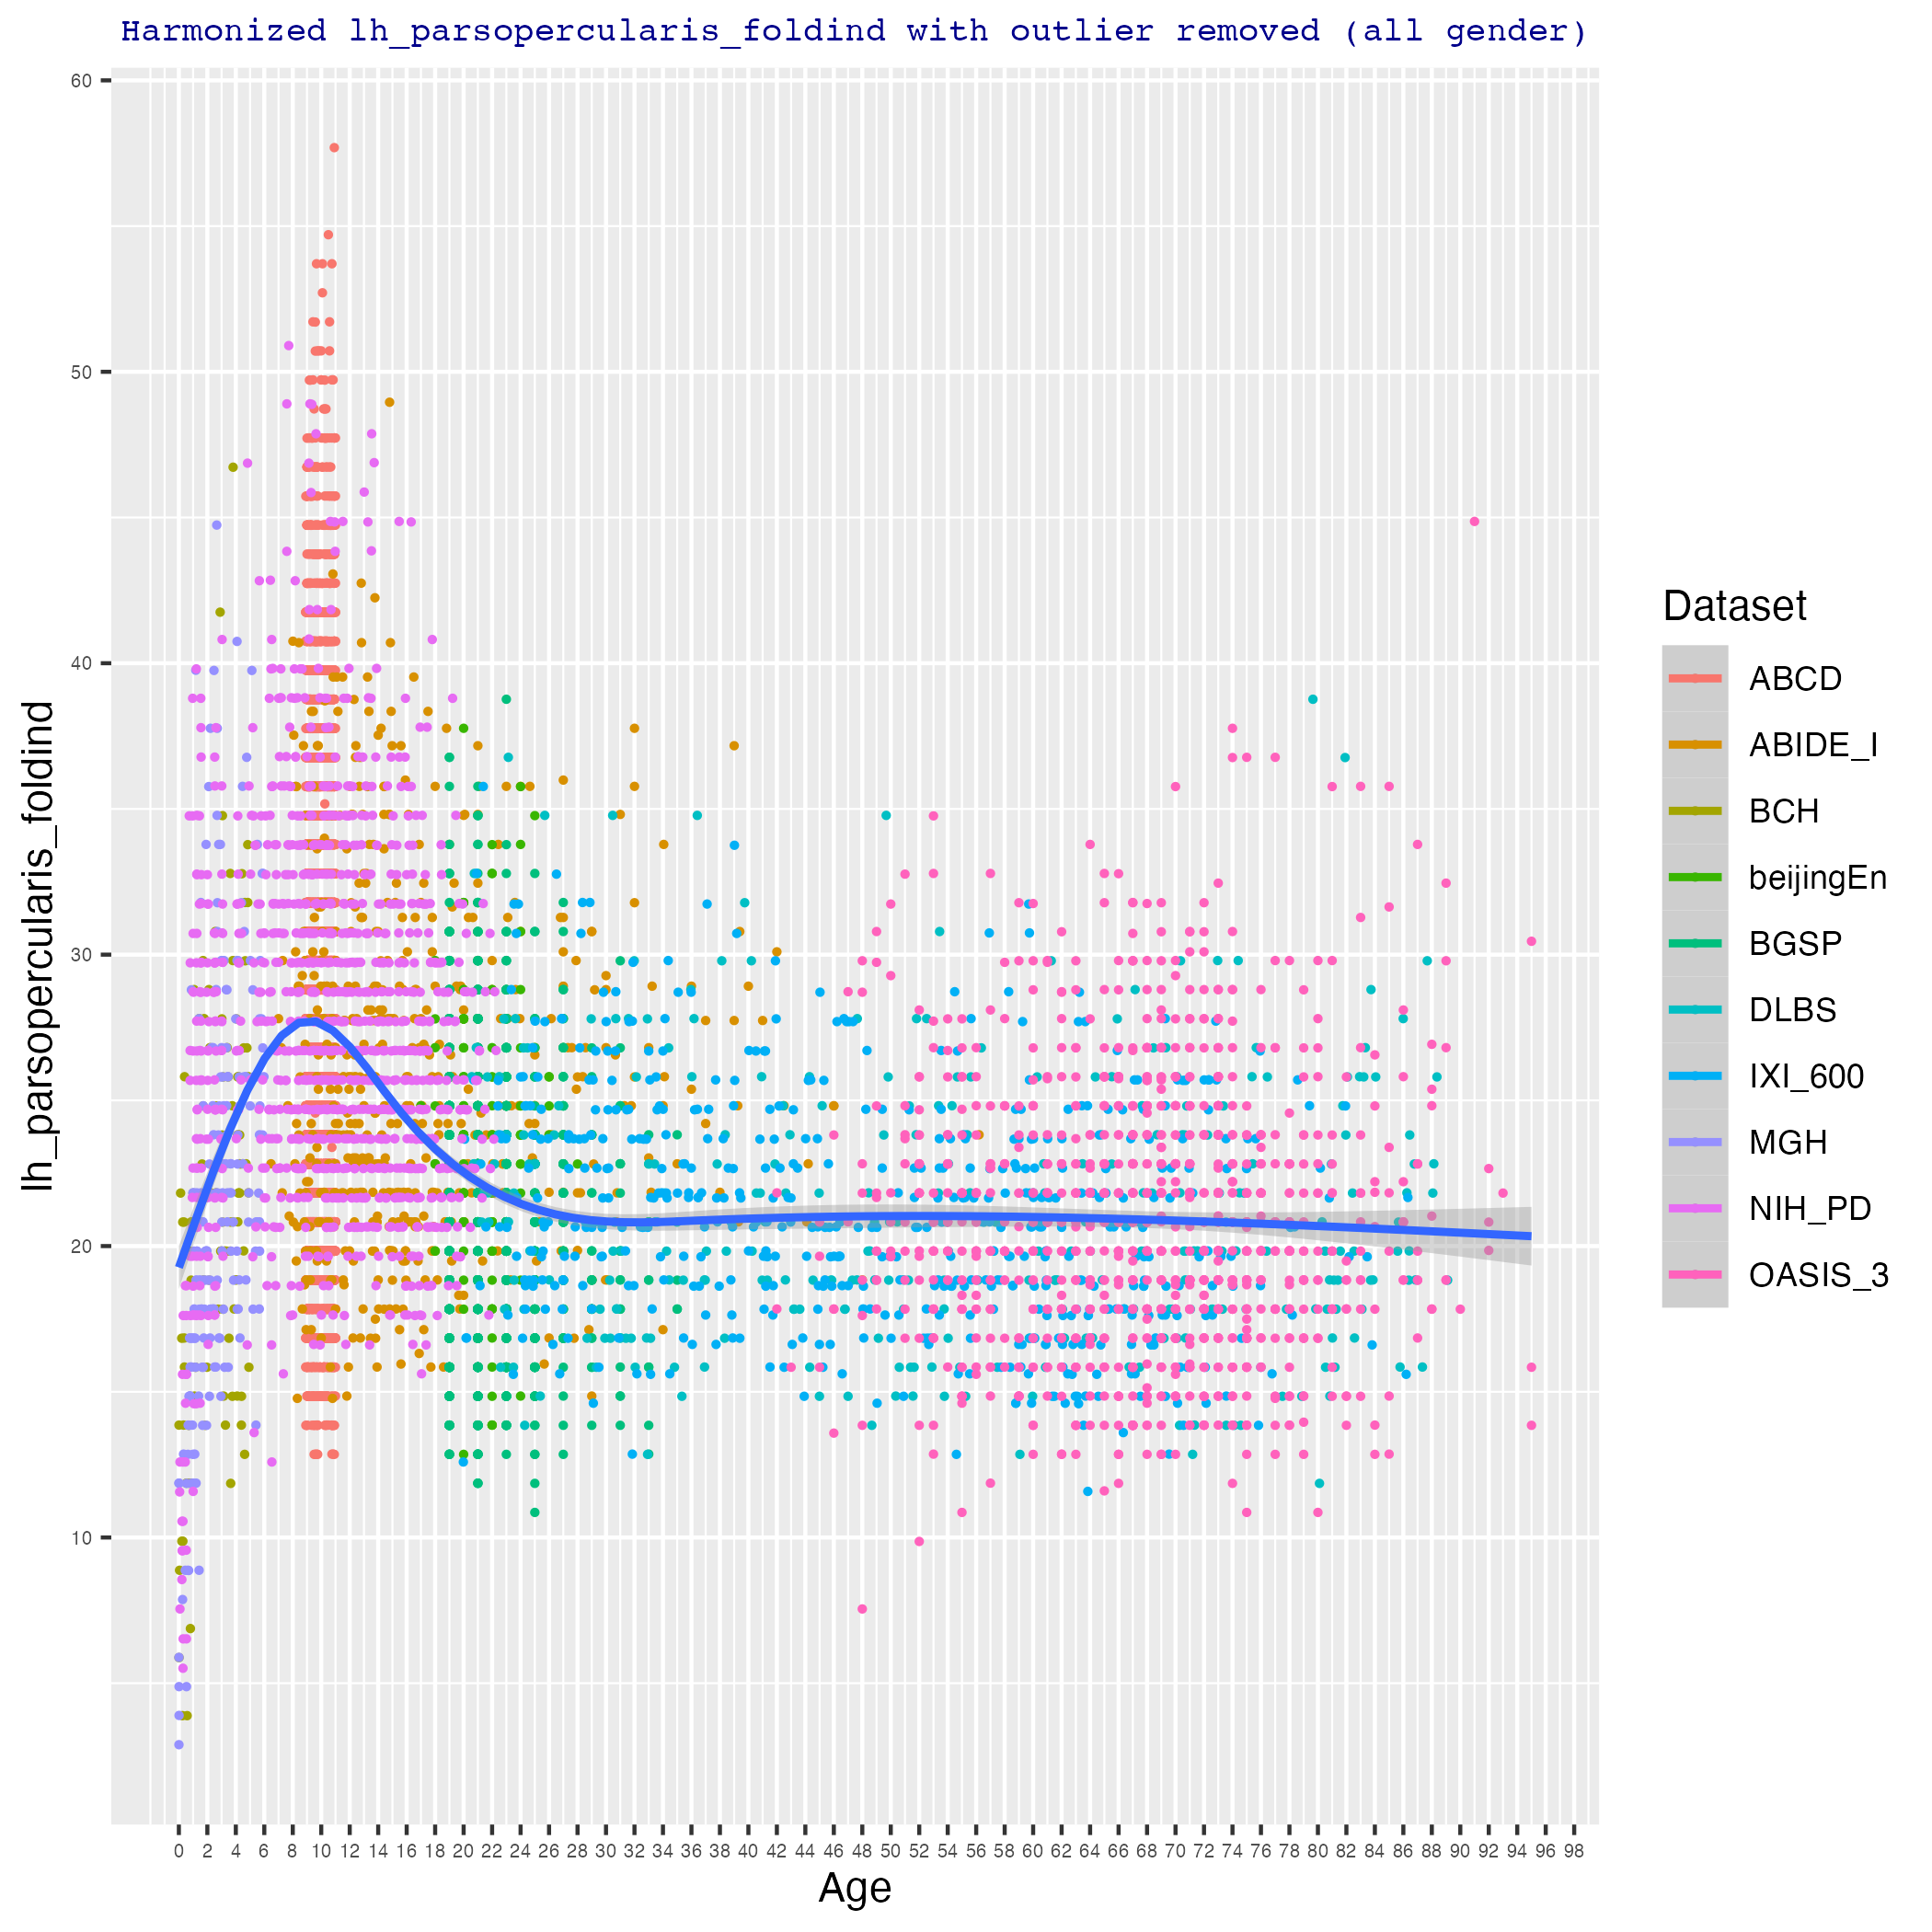 Harmonized lh_parsopercularis_foldind with outlier removed (all gender)
lh_parsopercularis_foldind
60
50
40
30
20
10
0 2 4 6 8 10 12 14 16 18 20 22 24 26 28 30 32 34 36 38 40 42 44 46 48 50 52 54 56 58 60 62 64 66 68 70 72 74 76 78 80 82 84 86 88 90 92 94 96 98
Age
Dataset
ABCD
ABIDE_I
BCH
beijingEn
BGSP
DLBS
IXI_600
MGH
NIH_PD
OASIS_3